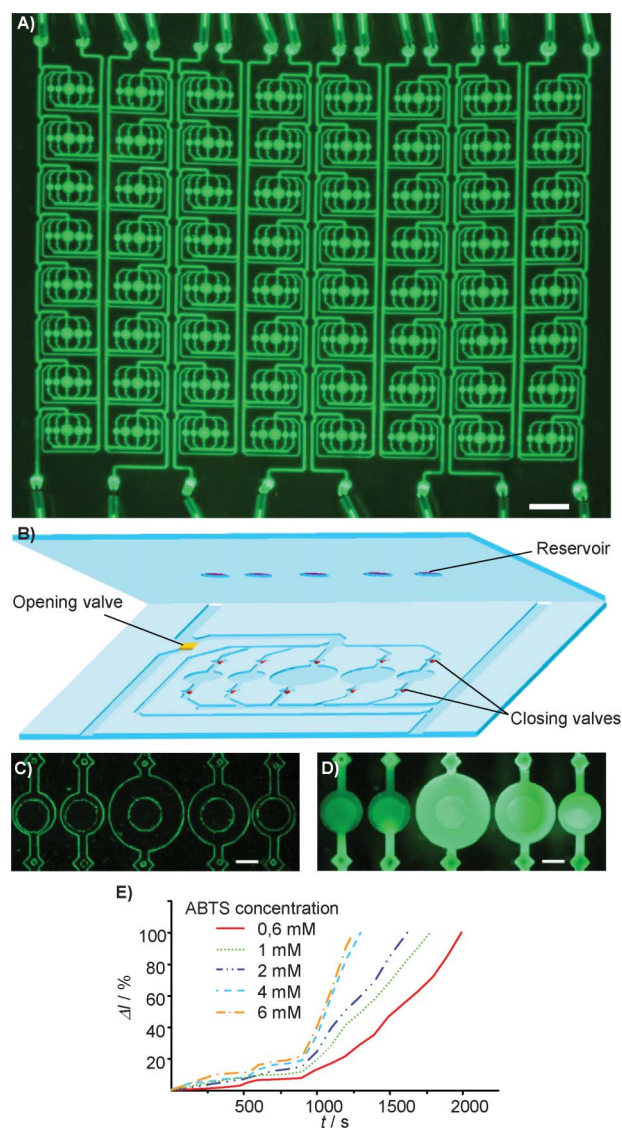 A)
B)
Reservoir
Opening valve
Closing valves
C)
D)
E)
ABTS concentration
0,6 mM
1 mM
2 mM
4 mM
6 mM
100
80
60
40
20
ΔI / %
500
1000
1500
2000
t / s